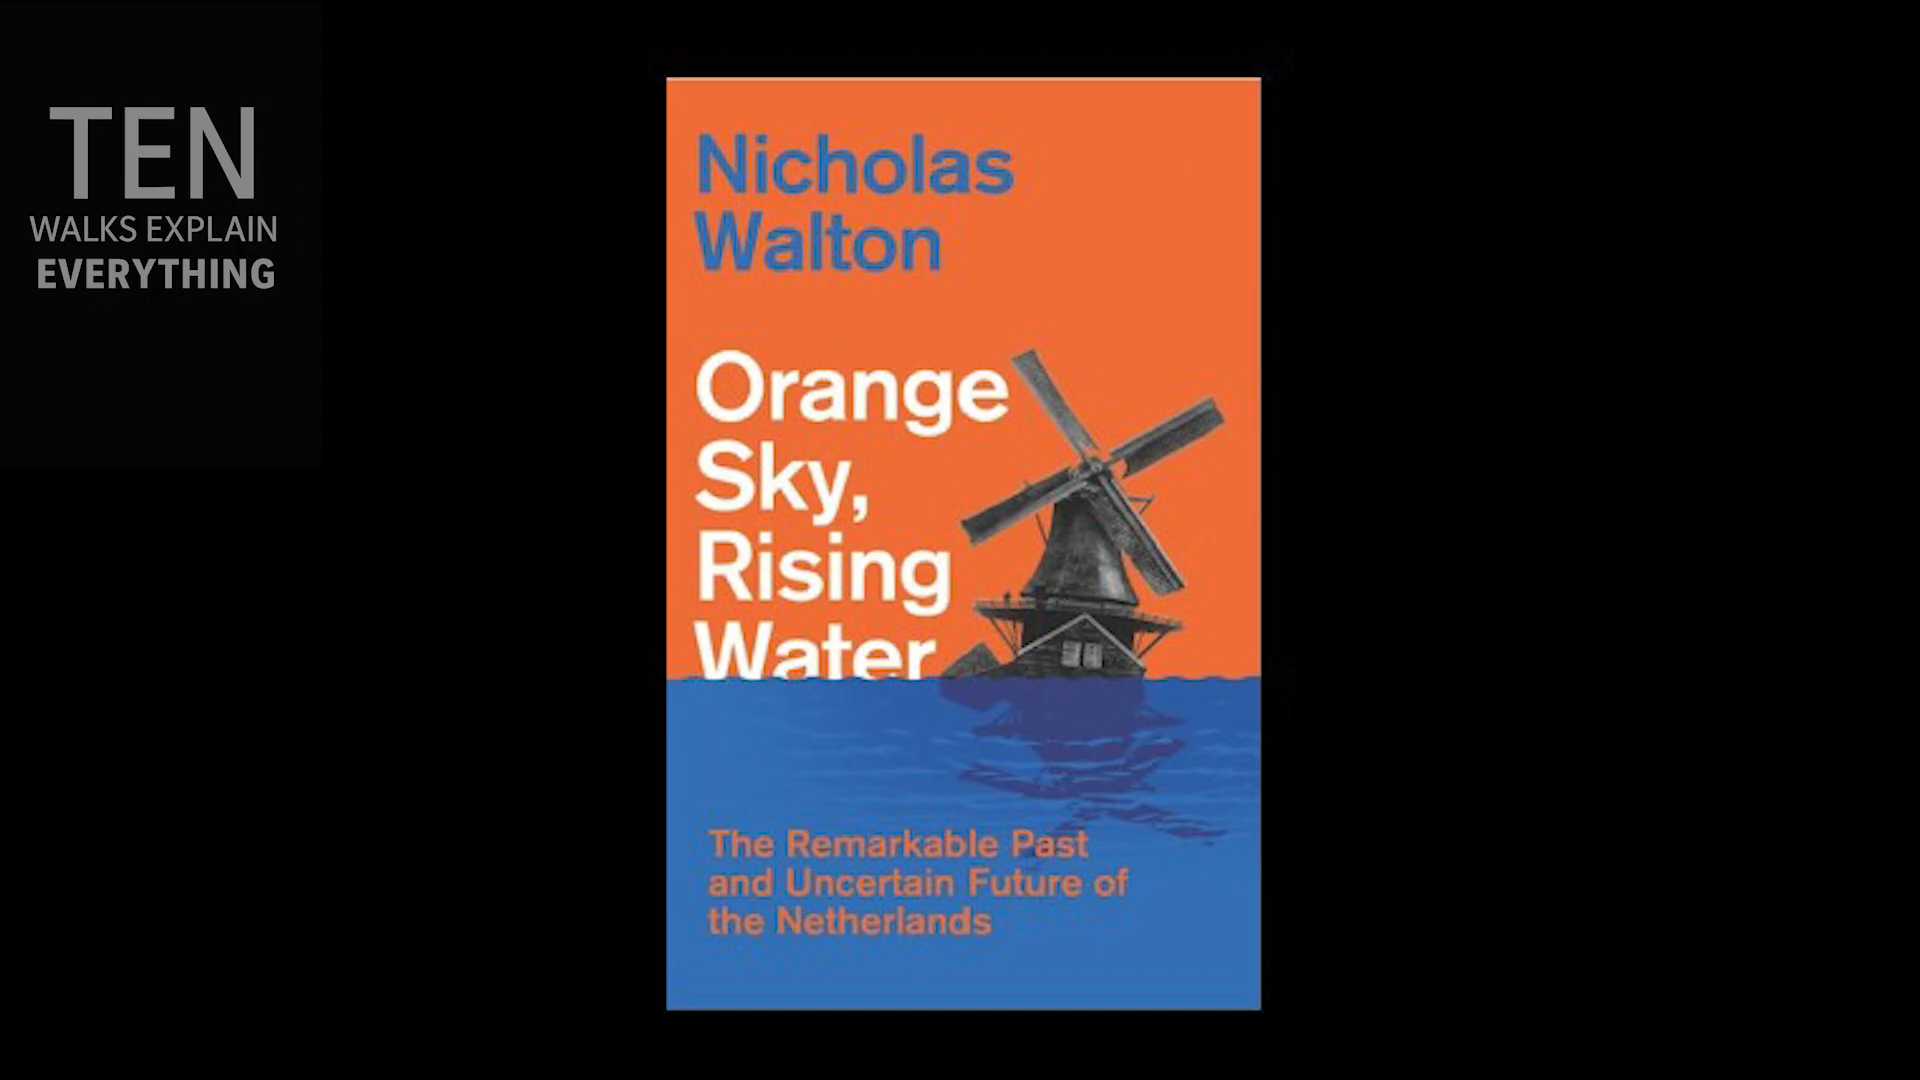 TEN
WALKS EXPLAIN
EVERYTHING
Nicholas
Walton
Orange
Sky,
Rising
Water
The Remarkable Past
and Uncertain Future of
the Netherlands